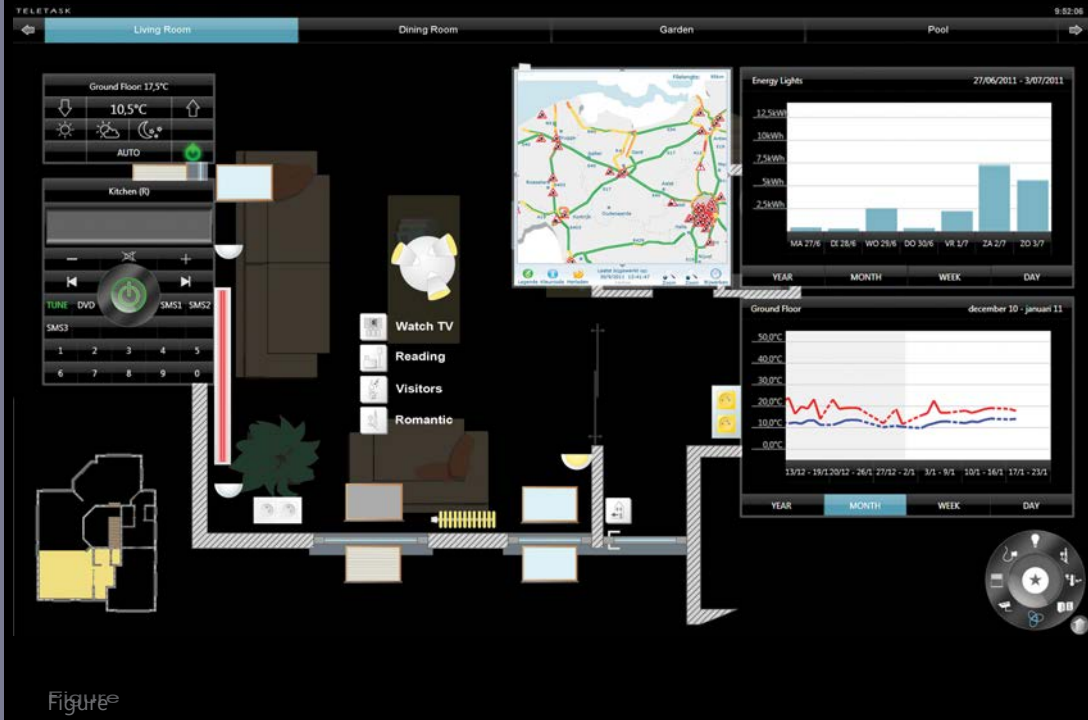 TELETASK
9:52:06
Living Room
Dining Room
Garden
Pool
Ground Floor: 17,5°C
10,5°C
AUTO
Kitchen (R)
TUNE DVD SMS1 SMS2
SMS3
1 2 3 4 5
6 7 8 9 0
Watch TV
Reading
Visitors
Romantic
Energy Lights
27/06/2011 - 3/07/2011
12.5kWh
10kWh
7.5kWh
5kWh
2.5kWh
MA 27/6 DI 28/6 WO 29/6 DO 30/6 VR 1/7 ZA 2/7 ZO 3/7
YEAR MONTH WEEK DAY
Ground Floor
december 10 - januari 11
50,0°C
40,0°C
30,0°C
20,0°C
10,0°C
0,0°C
13/12 - 19/12 20/12 - 26/1 27/12 - 2/1 3/1 - 9/1 10/1 - 16/1 17/1 - 23/1
YEAR MONTH WEEK DAY
Figure
Figure